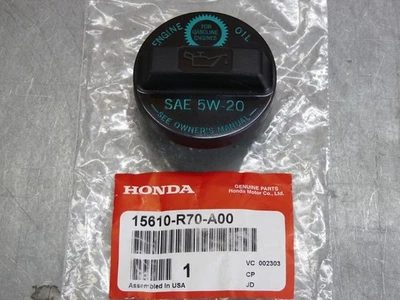 ENGINE OIL
FOR
GASOLINE
ENGINES
SAE 5W-20
—SEE OWNER'S MANUAL—
HONDA
GENUINE PARTS
Honda Motor Co., Ltd.
15610-R70-A00
1
VC 002303
CP
Assembled in USA
JD